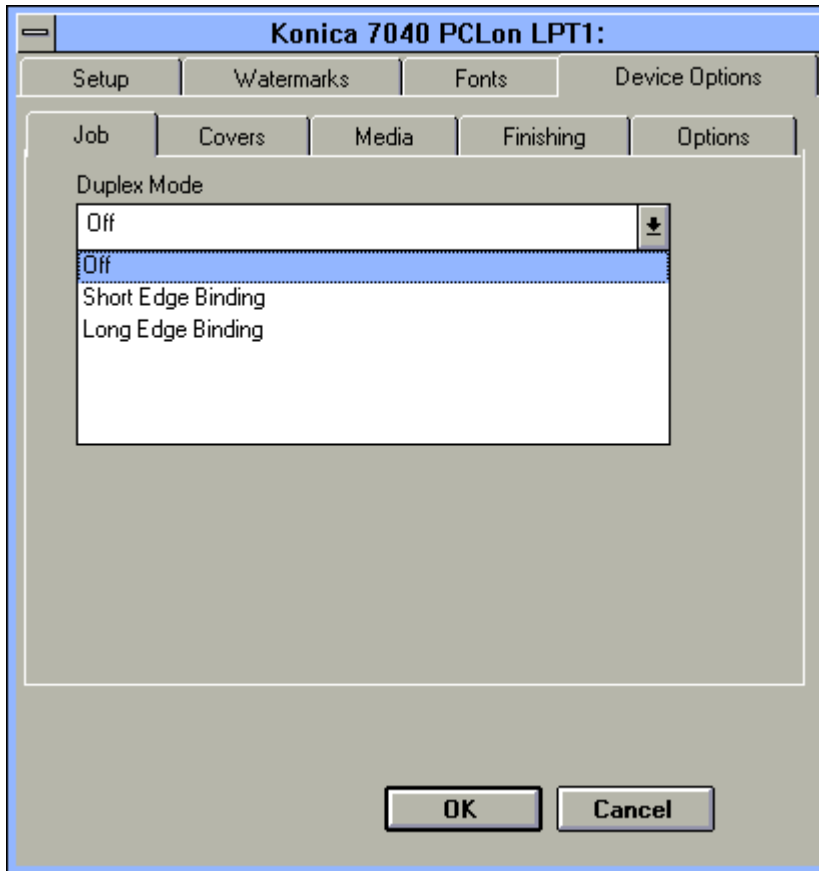 Konica 7040 PCLon LPT1:
Setup Watermarks Fonts Device Options
Job Covers Media Finishing Options
Duplex Mode
Off
Off
Short Edge Binding
Long Edge Binding
OK Cancel